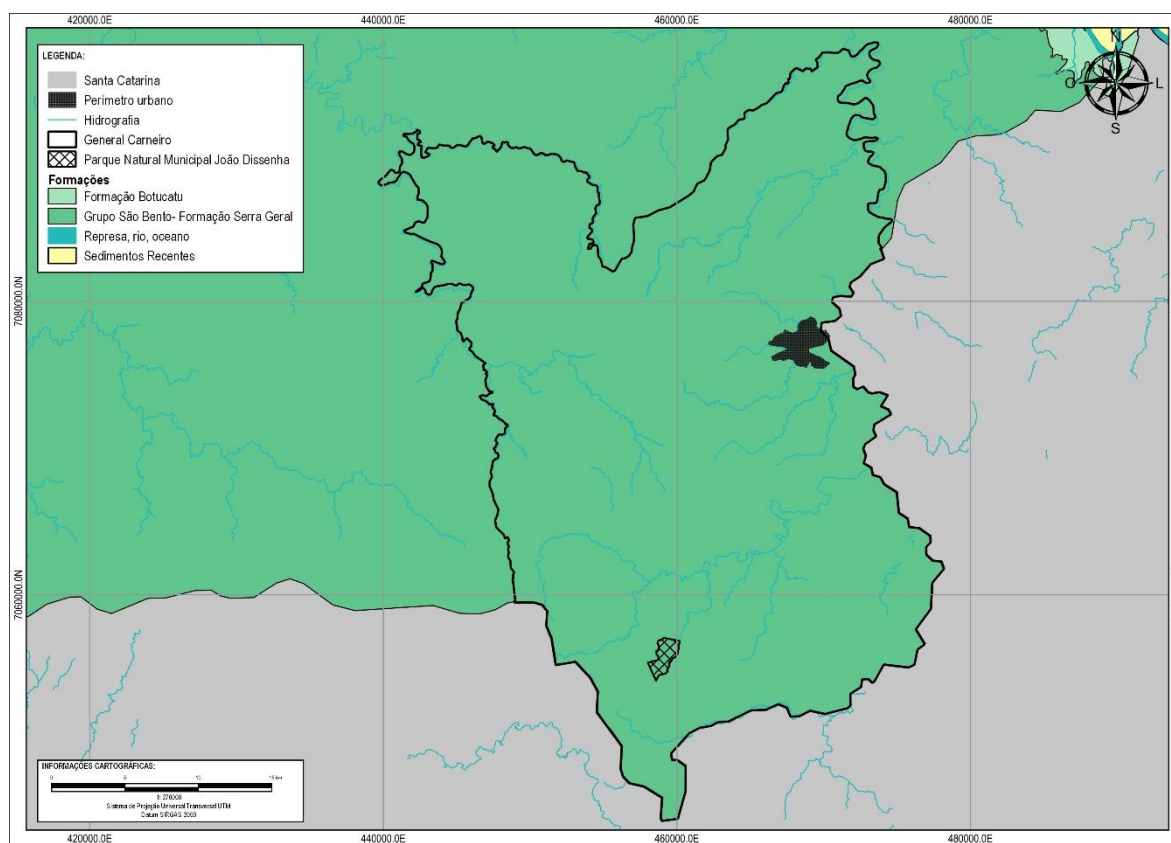 420000.0E 440000.0E 460000.0E 480000.0E
LEGENDA:
Santa Catarina
Perimetro urbano
Hidrografia
General Carneiro
Parque Natural Municipal João Dissenha
Formações
Formação Botucatu
Grupo São Bento- Formação Serra Geral
Represa, rio, oceano
Sedimentos Recentes
N
O L
S
7080000.0N
7060000.0N
INFORMAÇÕES CARTOGRÁFICAS:
0 5 10 15 km
1: 270000
Sistema de Projeção Universal Transversal UTM
Datum SIRGAS 2000
420000.0E 440000.0E 460000.0E 480000.0E